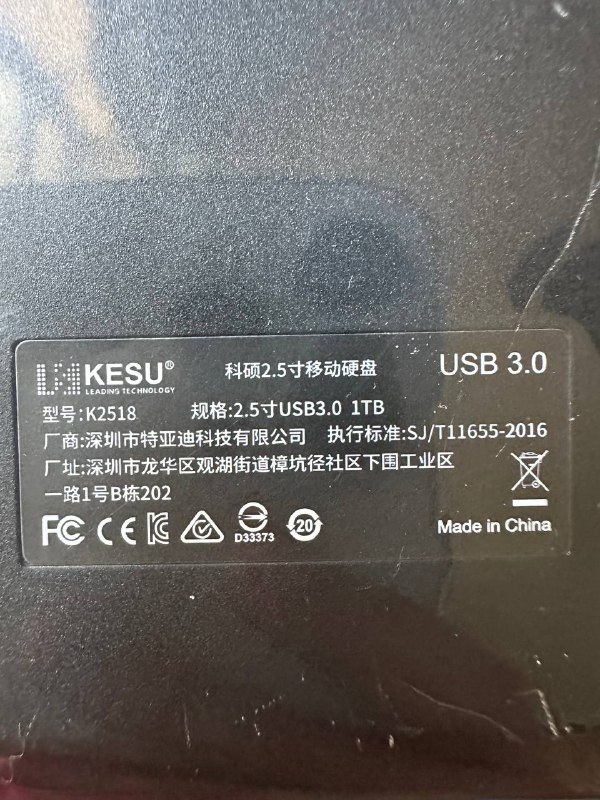 KESU®
LEADING TECHNOLOGY
科硕2.5寸移动硬盘
USB 3.0
型号:K2518 规格:2.5寸USB3.0 1TB
厂商:深圳市特亚迪科技有限公司 执行标准:SJ/T11655-2016
厂址:深圳市龙华区观湖街道樟坑径社区下围工业区
一路1号B栋202
FC CE D33373 20
Made in China